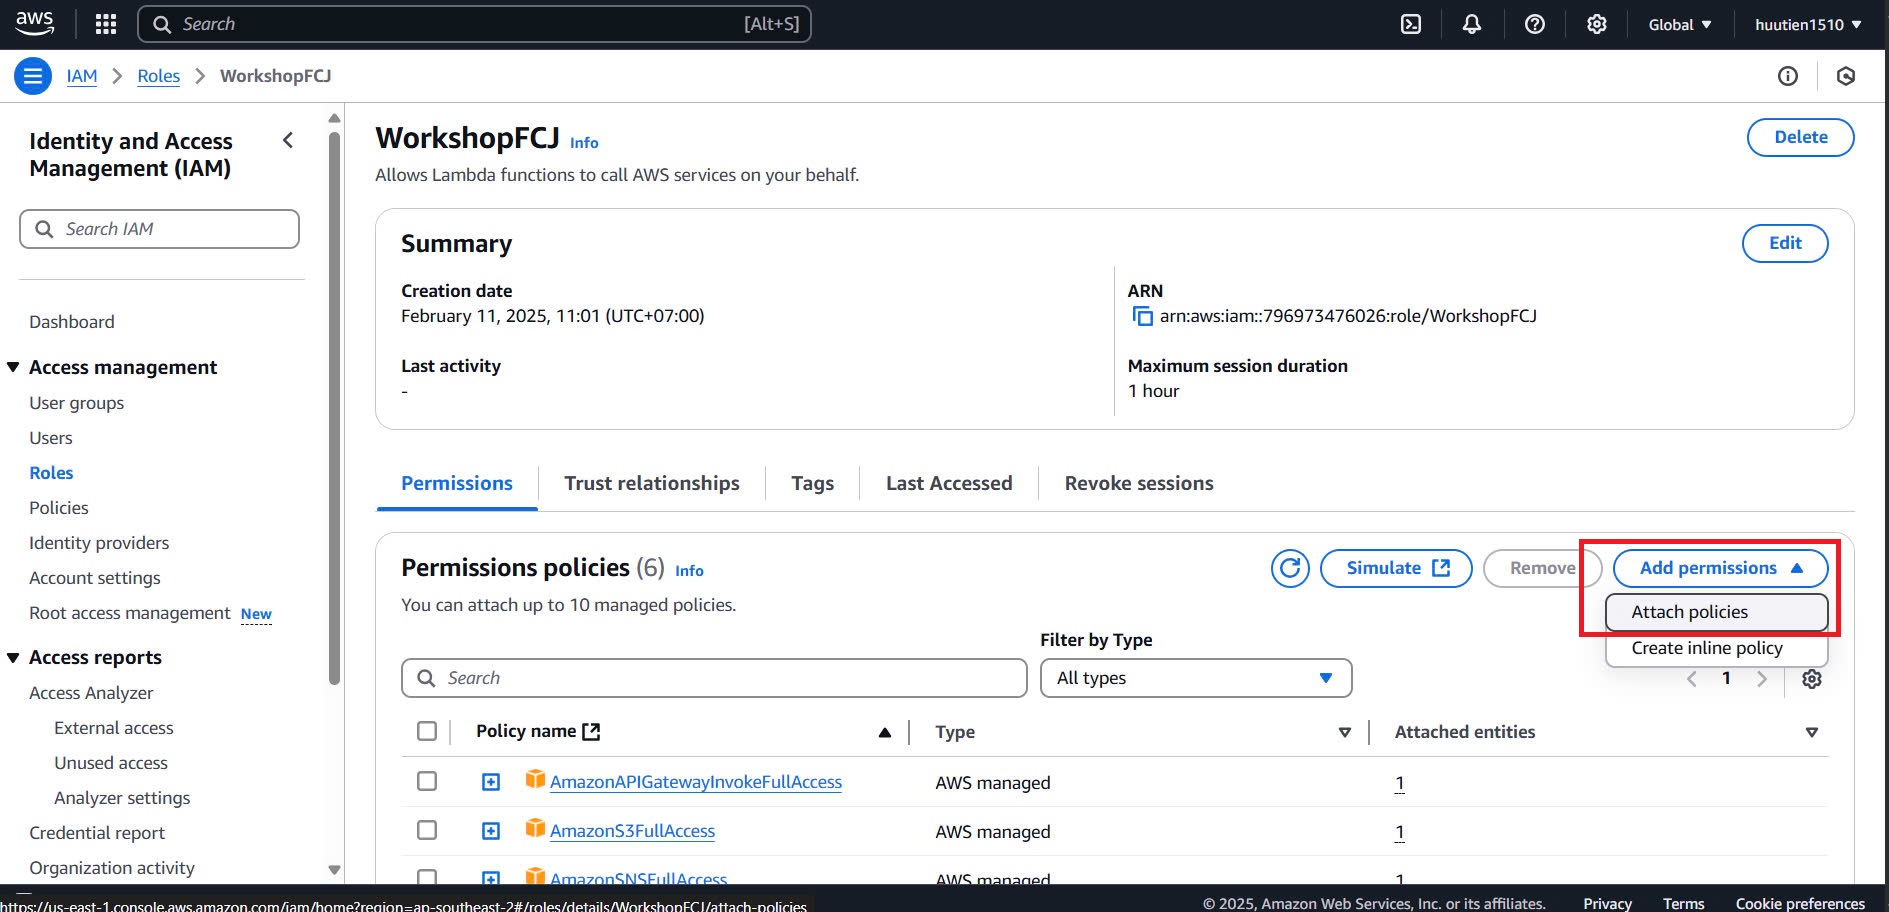 aws
Search
[Alt+S]
Global
huutien1510
IAM
Roles
WorkshopFCJ
Identity and Access
Management (IAM)
Search IAM
Dashboard
Access management
User groups
Users
Roles
Policies
Identity providers
Account settings
Root access management New
Access reports
Access Analyzer
External access
Unused access
Analyzer settings
Credential report
Organization activity
WorkshopFCJ Info
Delete
Allows Lambda functions to call AWS services on your behalf.
Summary
Edit
Creation date
February 11, 2025, 11:01 (UTC+07:00)
Last activity
-
ARN
arn:aws:iam::796973476026:role/WorkshopFCJ
Maximum session duration
1 hour
Permissions
Trust relationships
Tags
Last Accessed
Revoke sessions
Permissions policies (6) Info
Simulate
Remove
Add permissions
You can attach up to 10 managed policies.
Attach policies
Create inline policy
Filter by Type
Search
All types
1
Policy name
Type
Attached entities
AmazonAPIGatewayInvokeFullAccess
AWS managed
1
AmazonS3FullAccess
AWS managed
1
AmazonSNSFullAccess
AWS managed
1
https://us-east-1.console.aws.amazon.com/iam/home?region=ap-southeast-2#/roles/details/WorkshopFCJ/attach-policies
© 2025, Amazon Web Services, Inc. or its affiliates.
Privacy
Terms
Cookie preferences